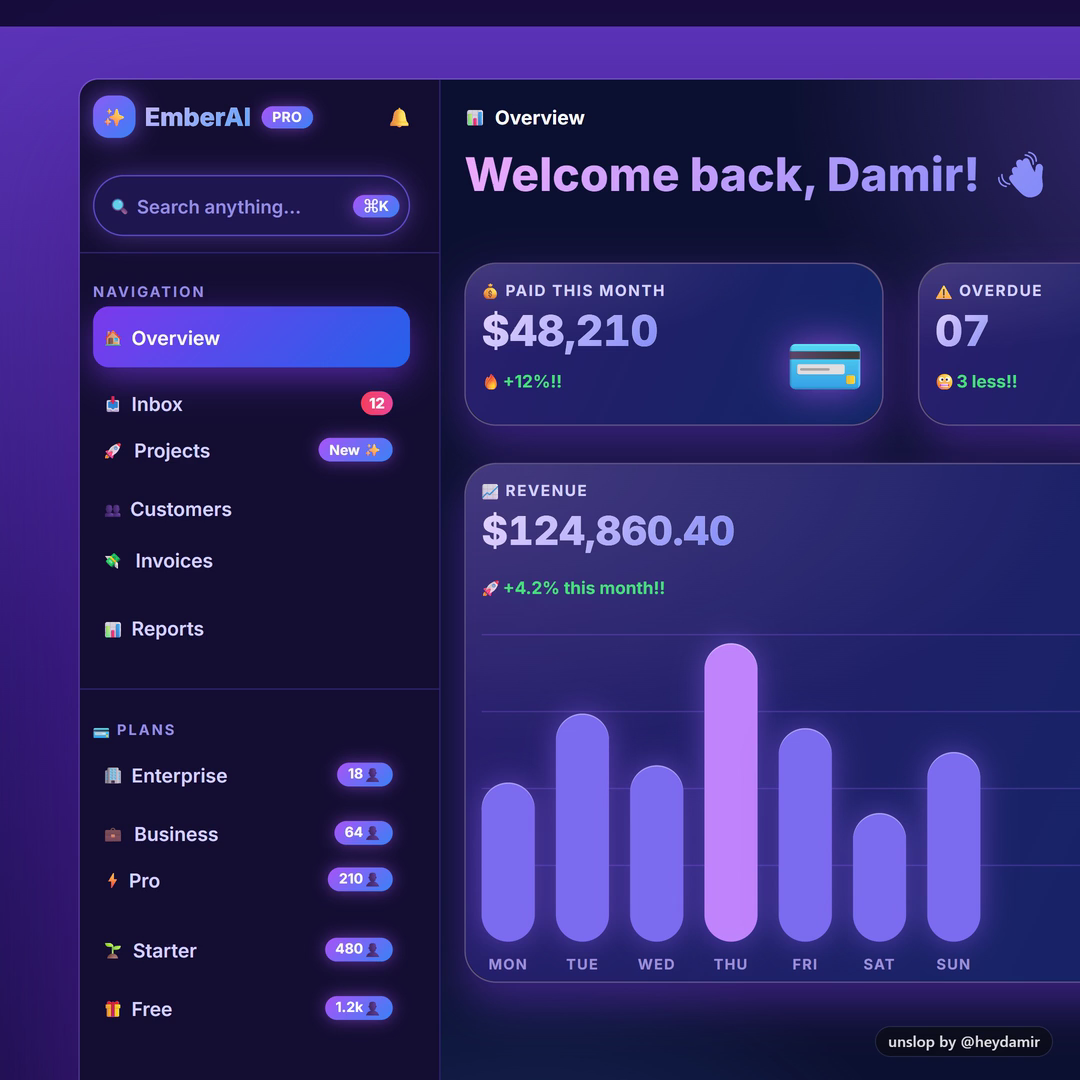 EmberAI PRO
Search anything... ⌘K
NAVIGATION
Overview
Inbox 12
Projects New
Customers
Invoices
Reports
PLANS
Enterprise 18
Business 64
Pro 210
Starter 480
Free 1.2k
Overview
Welcome back, Damir!
PAID THIS MONTH
$48,210
+12%!!
OVERDUE
07
3 less!!
REVENUE
$124,860.40
+4.2% this month!!
MON TUE WED THU FRI SAT SUN
unslop by @heydamir